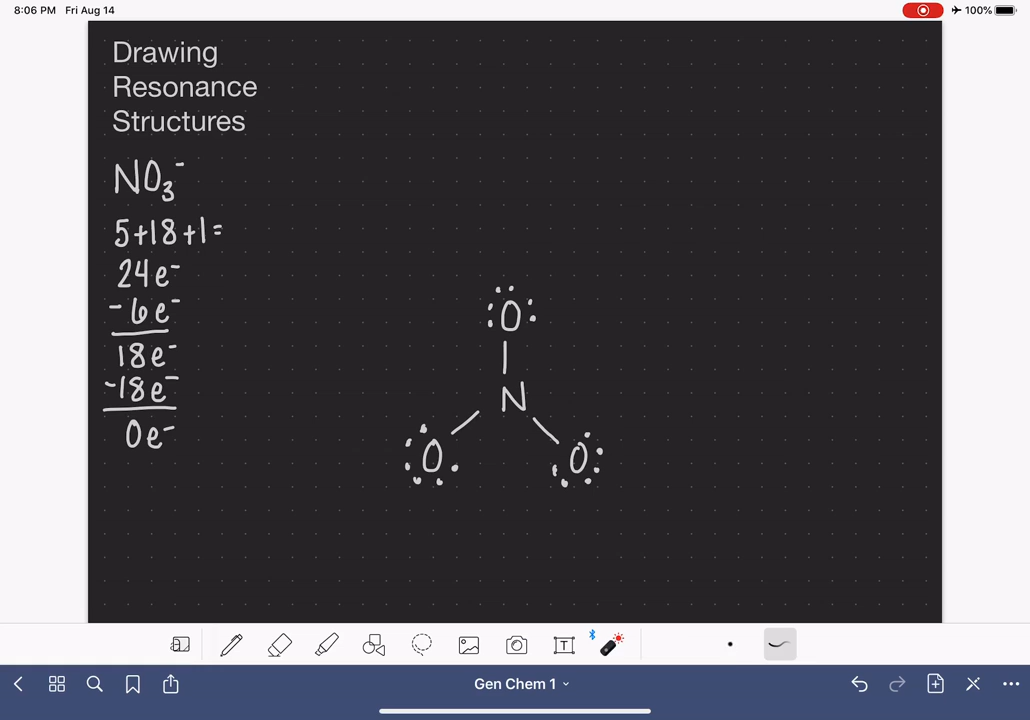 8:06 PM Fri Aug 14
100%
Drawing
Resonance
Structures
NO₃⁻
5+18+1=
24e⁻
-6e⁻
18e⁻
-18e⁻
0e⁻
O
N
O
O
T
Gen Chem 1